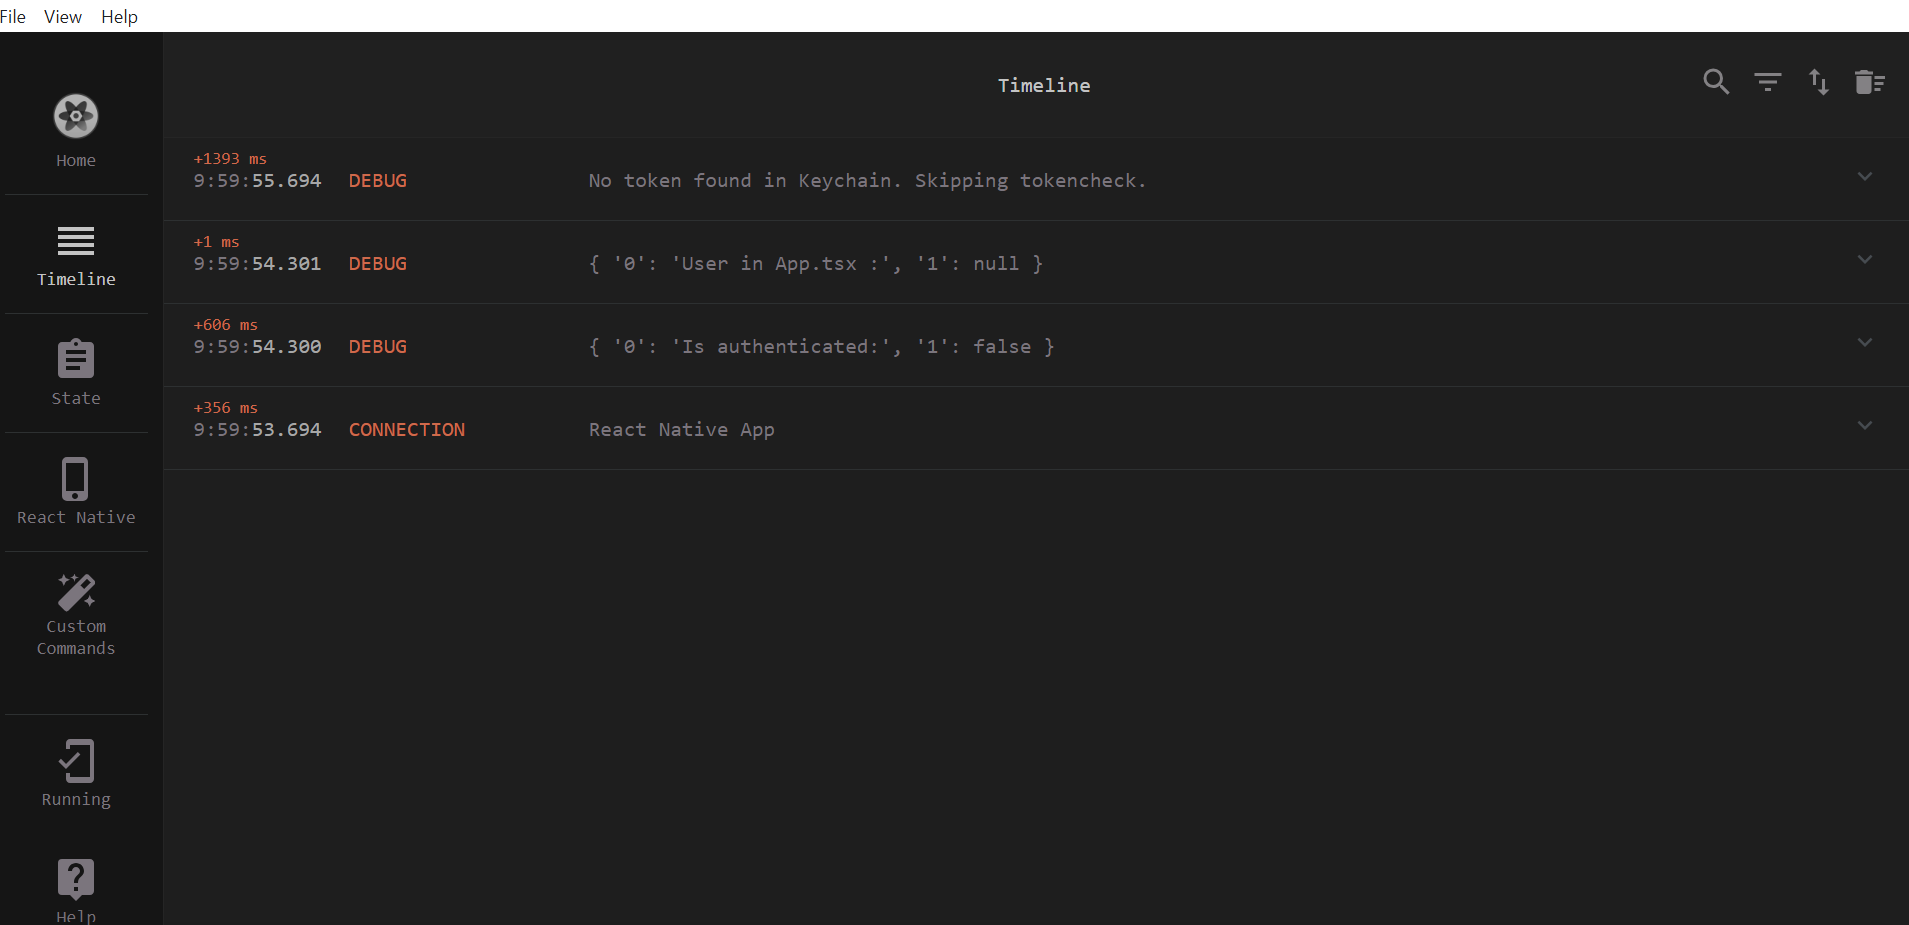 File View Help
Timeline
Home
Timeline
State
React Native
Custom
Commands
Running
Help
+1393 ms
9:59:55.694 DEBUG No token found in Keychain. Skipping tokencheck.
+1 ms
9:59:54.301 DEBUG { '0': 'User in App.tsx :', '1': null }
+606 ms
9:59:54.300 DEBUG { '0': 'Is authenticated:', '1': false }
+356 ms
9:59:53.694 CONNECTION React Native App